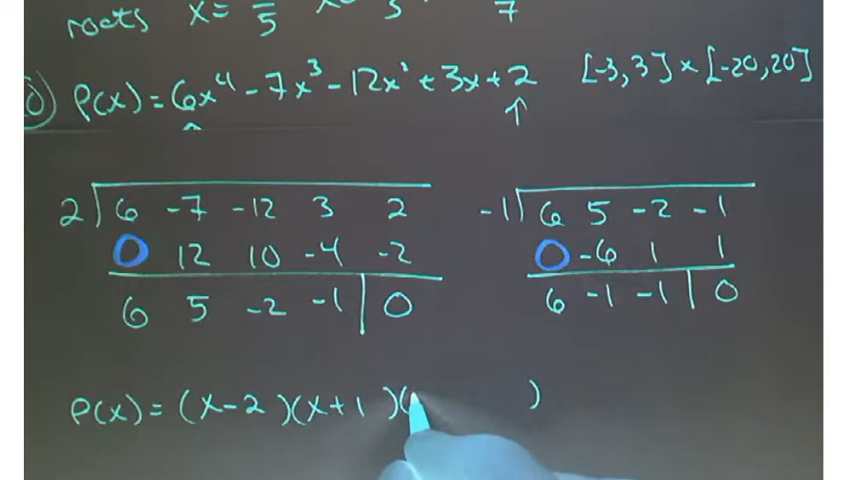 roots x = — 5 x= 3 7
0) P(x) = 6x⁴ - 7x³ - 12x² + 3x + 2 [-3,3] × [-20,20]
^ ↑
2 | 6 -7 -12 3 2 -1 | 6 5 -2 -1
0 12 10 -4 -2 0 -6 1 1
6 5 -2 -1 | 0 6 -1 -1 | 0
P(x) = (x-2)(x+1)( )